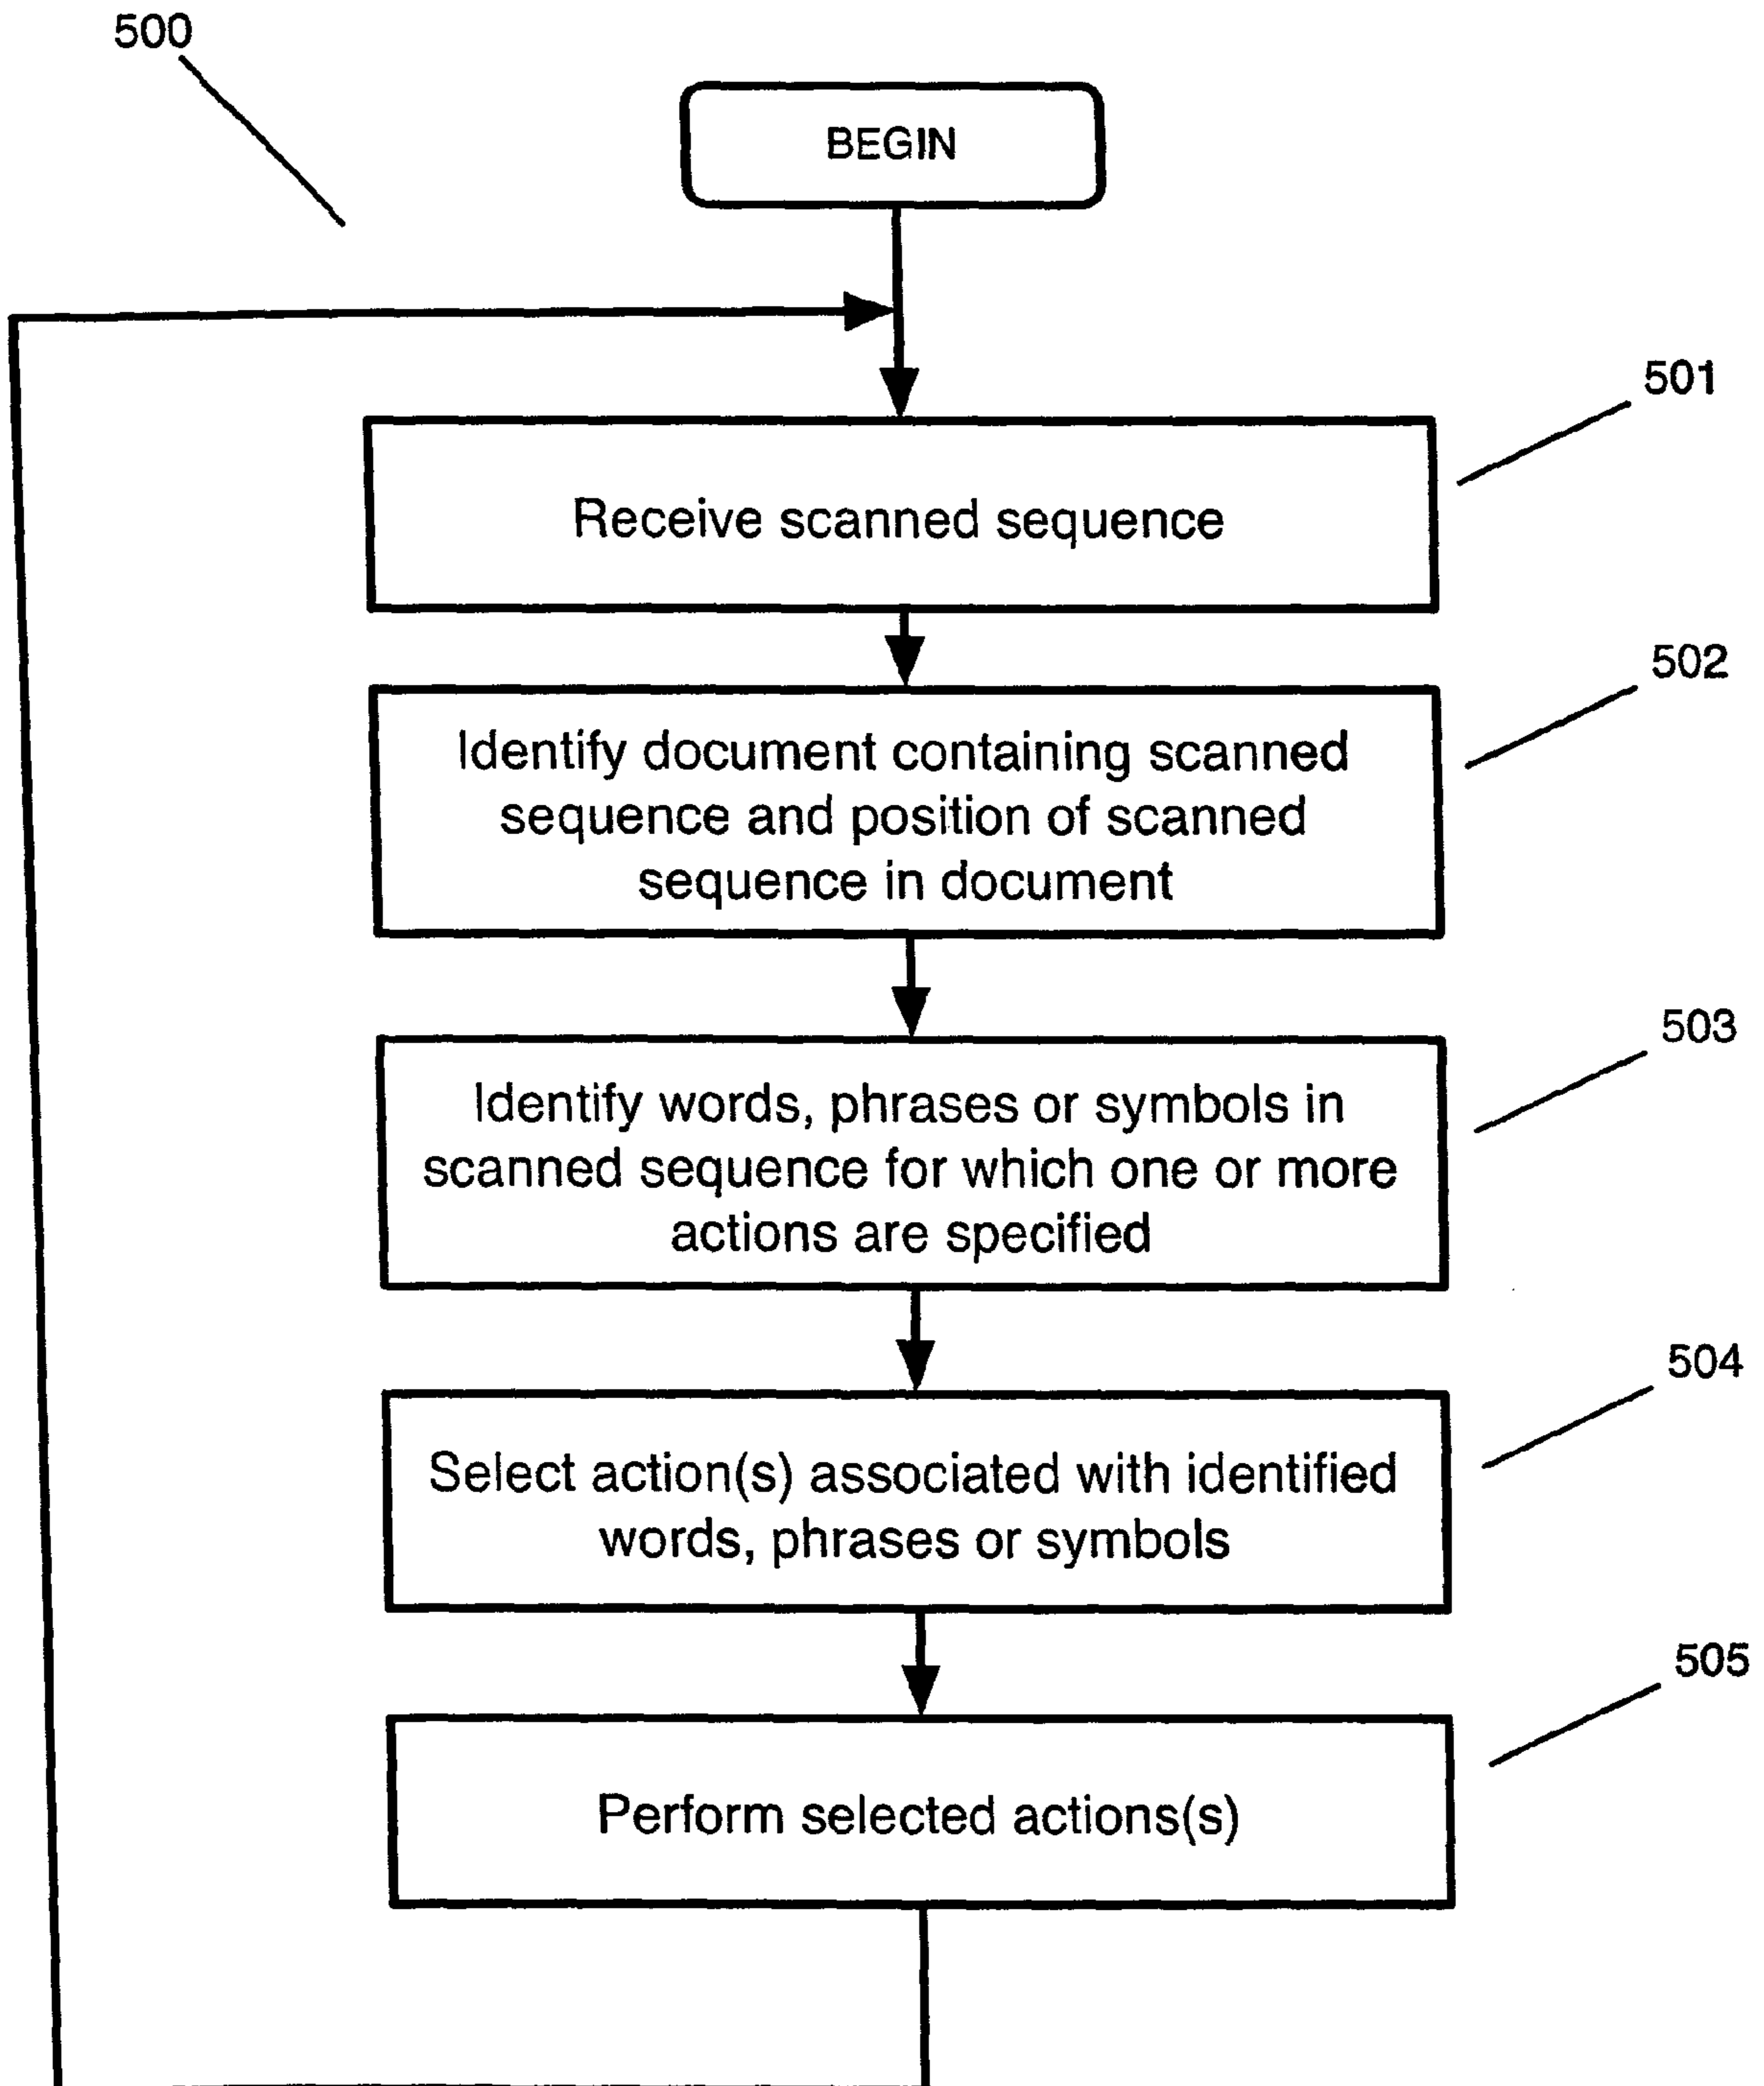 500
BEGIN
501
Receive scanned sequence
502
Identify document containing scanned
sequence and position of scanned
sequence in document
503
Identify words, phrases or symbols in
scanned sequence for which one or more
actions are specified
504
Select action(s) associated with identified
words, phrases or symbols
505
Perform selected actions(s)